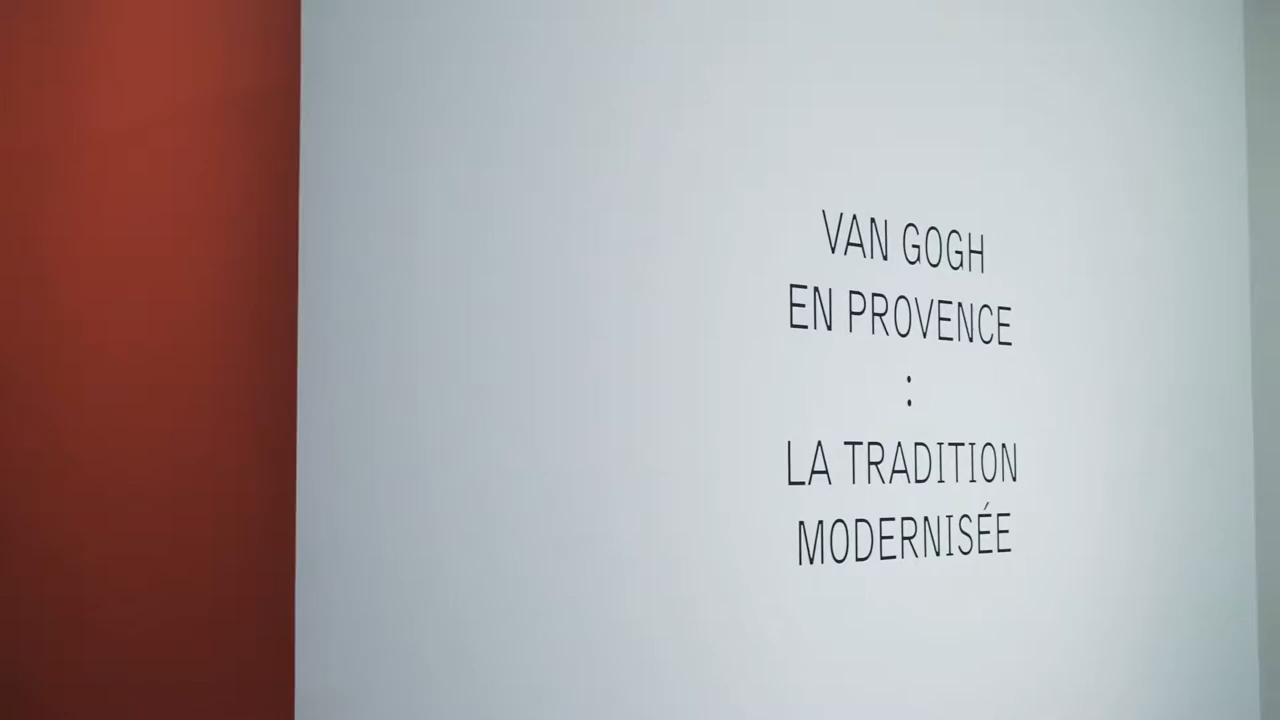 VAN GOGH
EN PROVENCE
:
LA TRADITION
MODERNISÉE